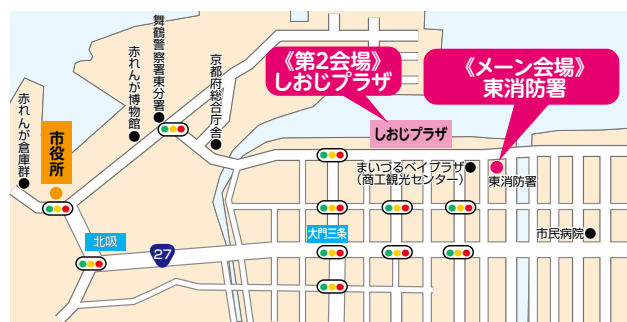 《第2会場》
しおじプラザ
《メーン会場》
東消防署
しおじプラザ
舞鶴警察署東分署
赤れんが博物館
京都府総合庁舎
赤れんが倉庫群
市役所
まいづるベイプラザ
(商工観光センター)
東消防署
北吸
大門三条
市民病院
27